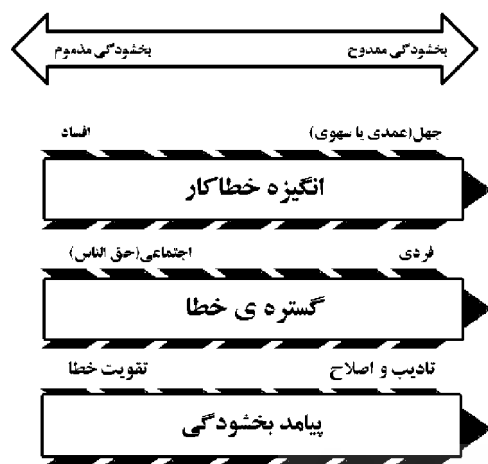 بخشودگی ممدوح بخشودگی مذموم
جهل(عمدی یا سهوی) افساد
انگیزه خطاکار
فردی اجتماعی(حق الناس)
گستره ی خطا
تادیب و اصلاح تقویت خطا
پیامد بخشودگی